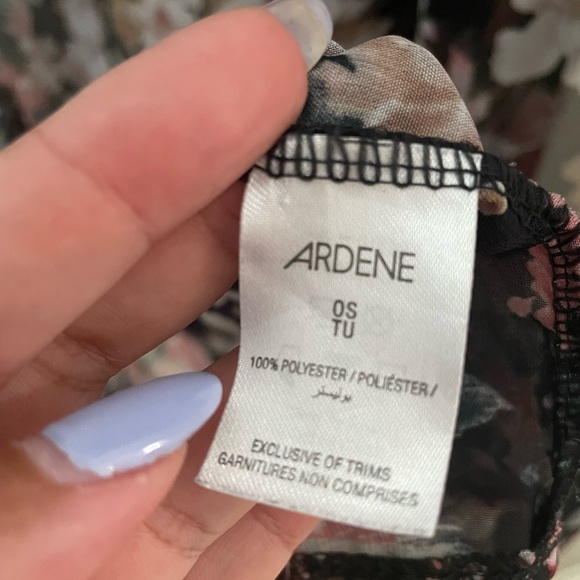 ARDENE
OS
TU
100% POLYESTER / POLIÉSTER /
بوليستر
EXCLUSIVE OF TRIMS
GARNITURES NON COMPRISES